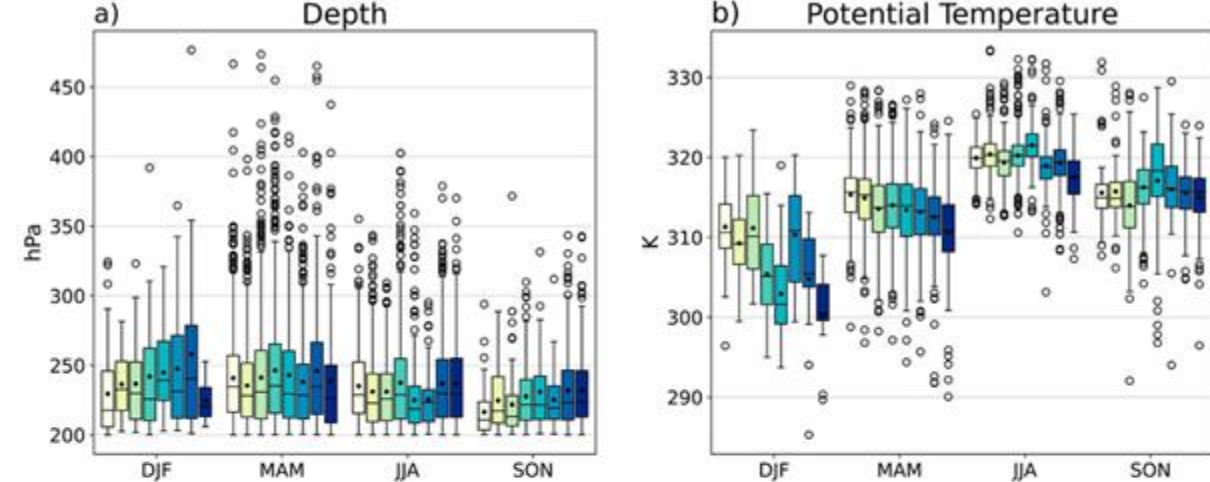 a) Depth
hPa
450
400
350
300
250
200
DJF MAM JJA SON
b) Potential Temperature
K
330
320
310
300
290
DJF MAM JJA SON